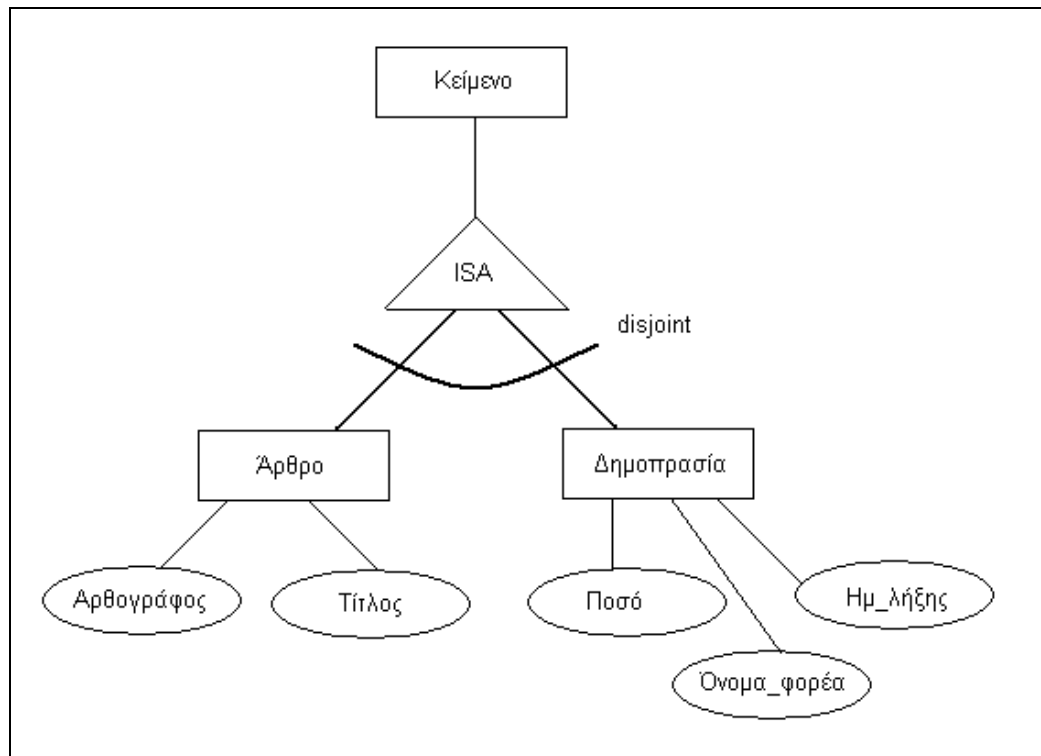 Κείμενο
ISA
disjoint
Άρθρο
Δημοπρασία
Αρθογράφος
Τίτλος
Ποσό
Ημ_λήξης
Όνομα_φορέα